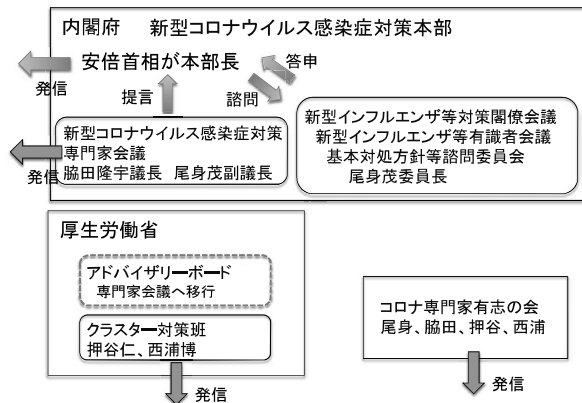 内閣府　新型コロナウイルス感染症対策本部
安倍首相が本部長
発信
提言
諮問
答申
新型コロナウイルス感染症対策
専門家会議
脇田隆宇議長　尾身茂副議長
発信
新型インフルエンザ等対策閣僚会議
新型インフルエンザ等有識者会議
基本対処方針等諮問委員会
尾身茂委員長
厚生労働省
アドバイザリーボード
専門家会議へ移行
クラスター対策班
押谷仁、西浦博
発信
コロナ専門家有志の会
尾身、脇田、押谷、西浦
発信